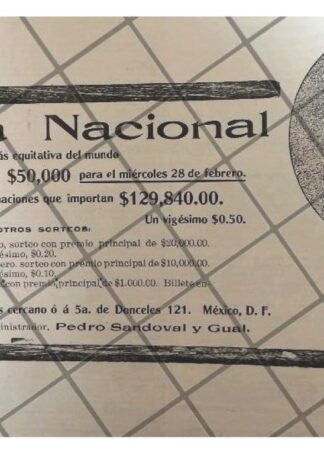 Nacional
ás equitativa del mundo
$50,000 para el miércoles 28 de febrero.
naciones que importan $129,840.00.
Un vigésimo $0.50.
OTROS SORTEOS:
o, sorteo con premio principal de $20,000.00.
ésimo, $0.20.
ero. sorteo con premio principal de $10,000.00.
ésimo, $0.10.
con premio principal de $1.000.00. Billete en-
s cercano ó á 5a. de Donceles 121. México, D. F.
ministrador, Pedro Sandoval y Gual.